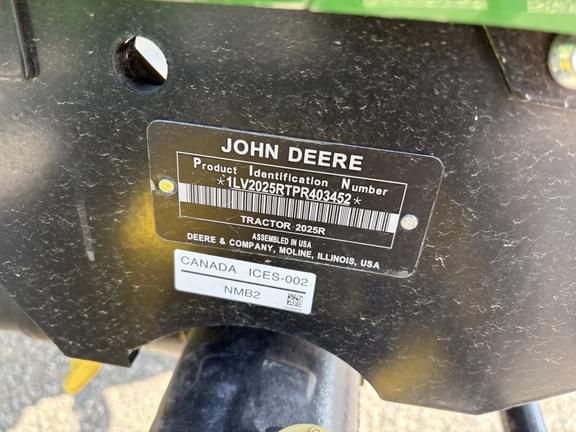 JOHN DEERE
Product Identification Number
*1LV2025RTPR403452*
TRACTOR 2025R
ASSEMBLED IN USA
DEERE & COMPANY, MOLINE, ILLINOIS, USA
CANADA ICES-002
NMB2